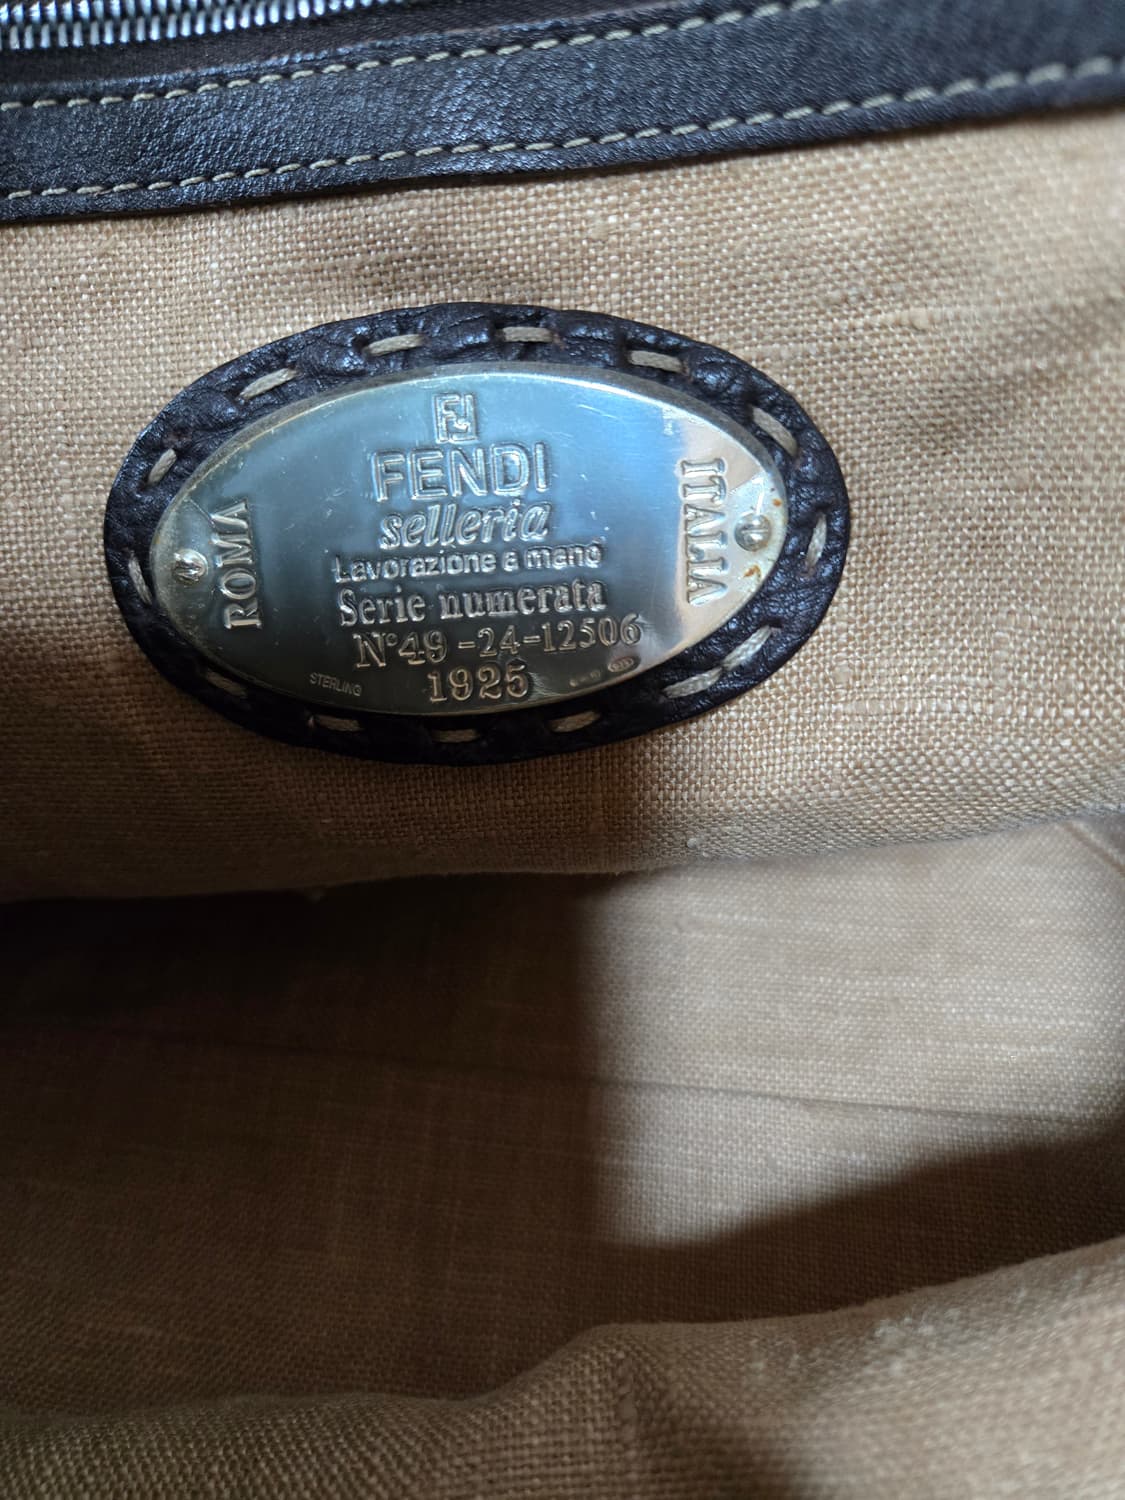 FENDI
selleria
Lavorazione a mano
Serie numerata
N°49-24-12506
1925
ROMA
ITALIA
STERLING